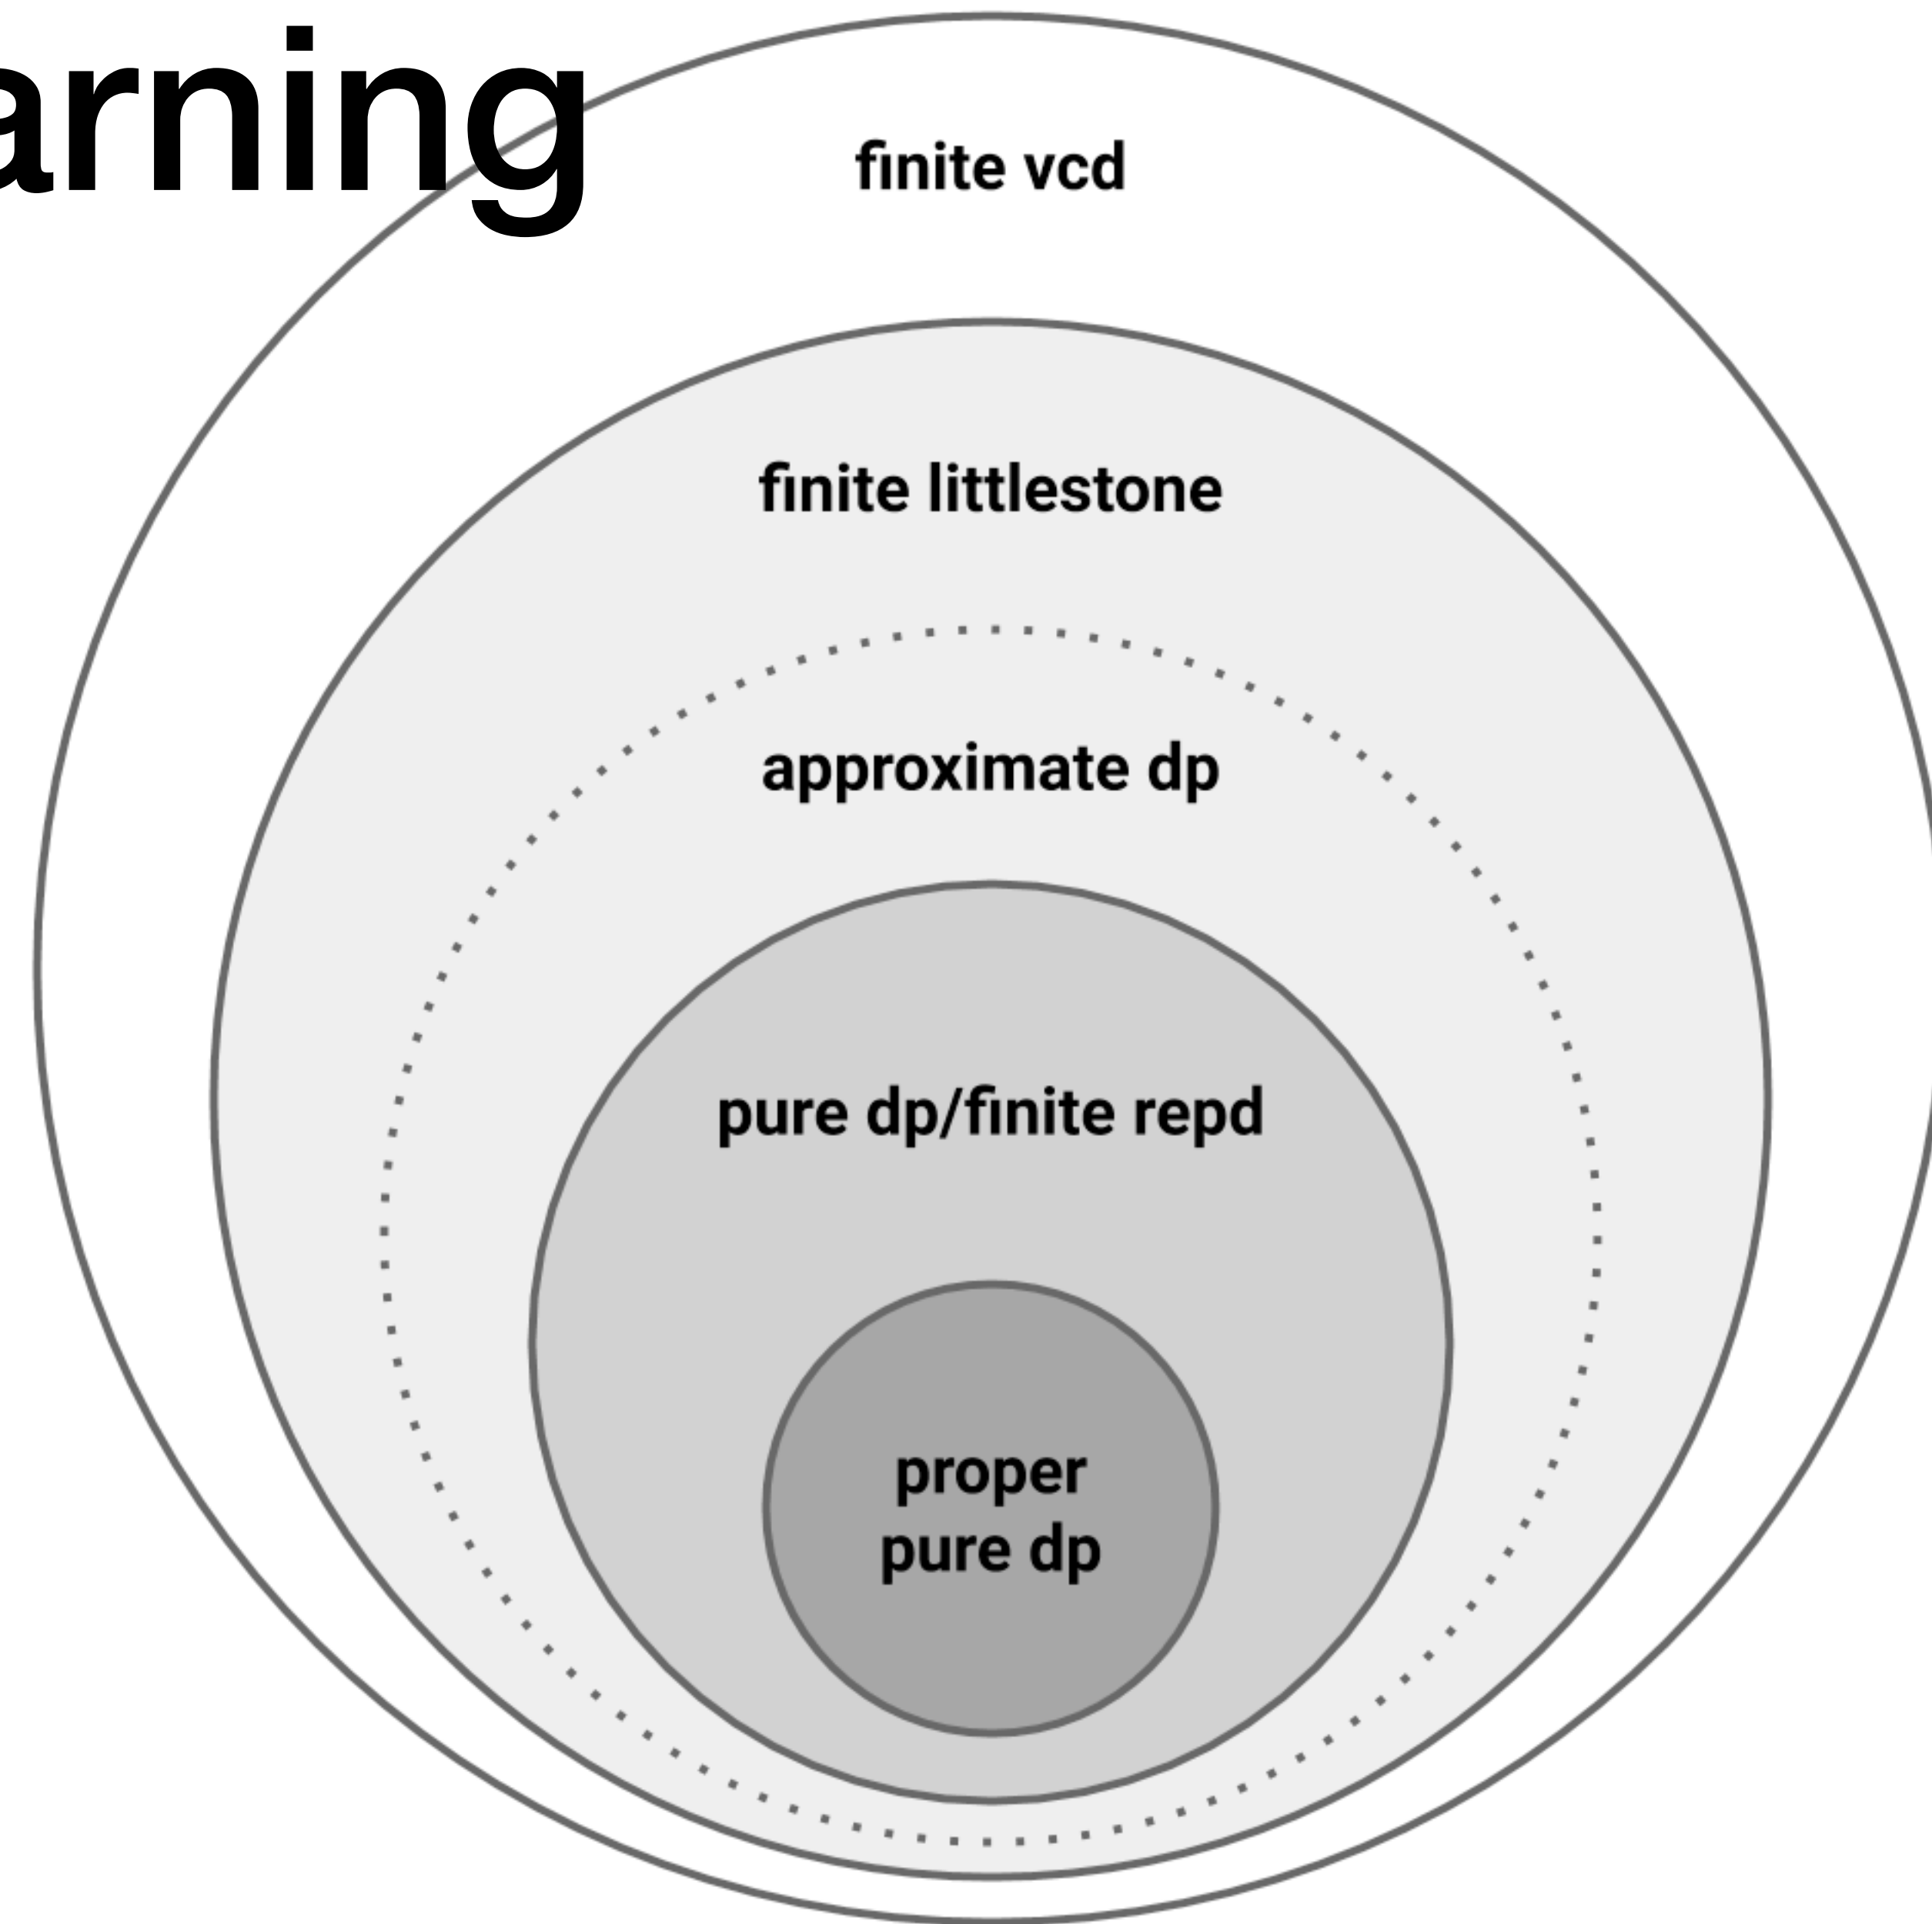 arning
finite vcd
finite littlestone
approximate dp
pure dp/finite repd
proper
pure dp